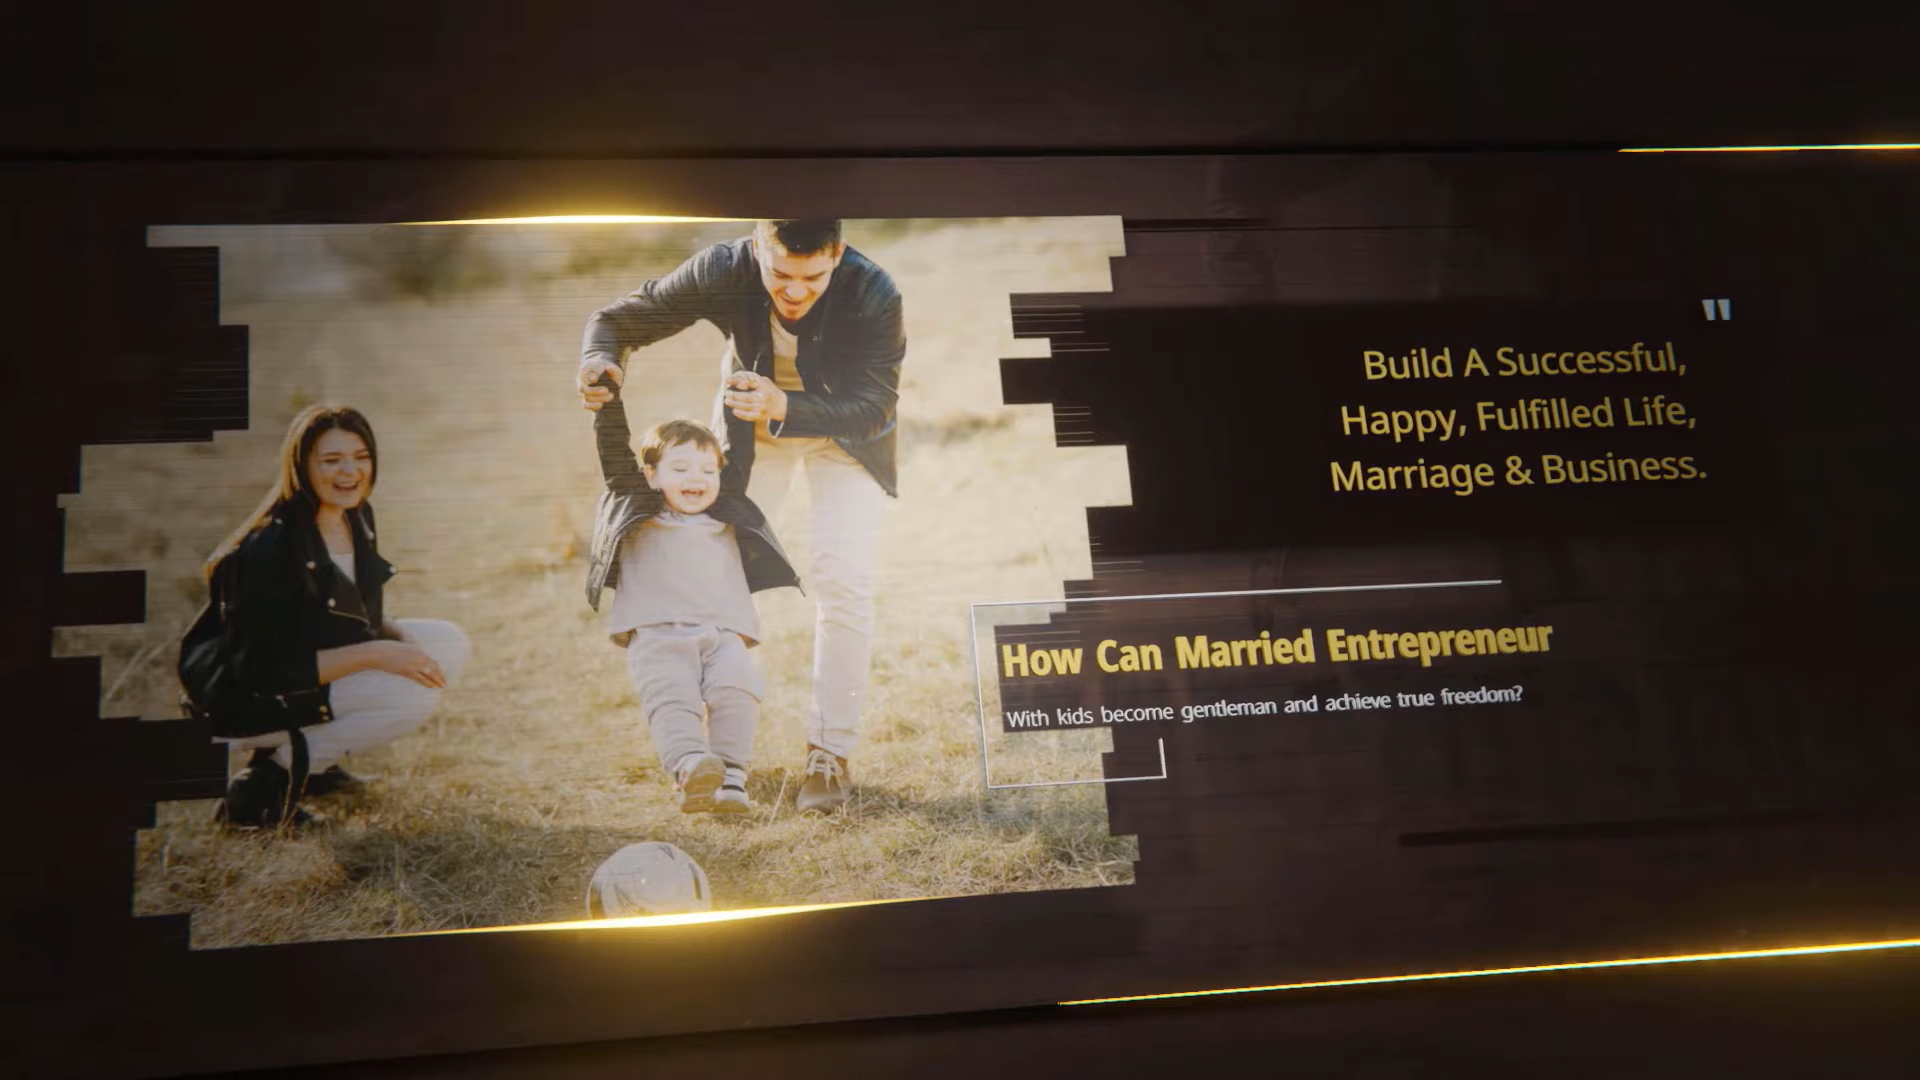 "
Build A Successful,
Happy, Fulfilled Life,
Marriage & Business.
How Can Married Entrepreneur
With kids become gentleman and achieve true freedom?